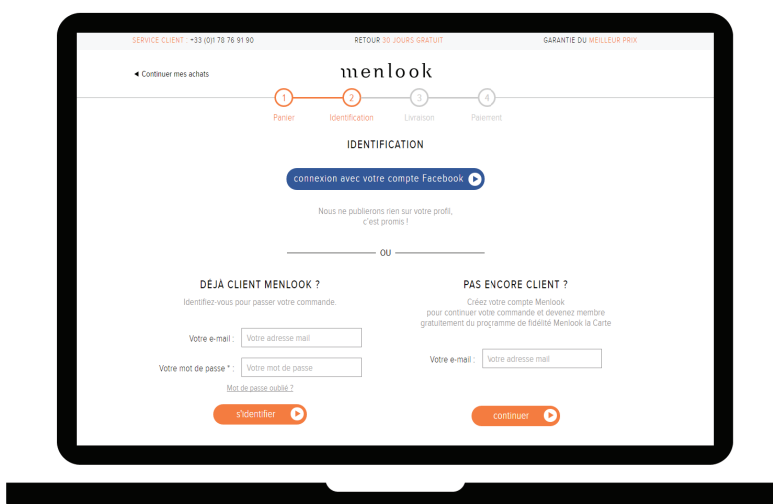 SERVICE CLIENT : +33 (0)1 78 76 91 90
RETOUR 30 JOURS GRATUIT
GARANTIE DU MEILLEUR PRIX
Continuer mes achats
menlook
1
2
3
4
Panier
Identification
Livraison
Paiement
IDENTIFICATION
connexion avec votre compte Facebook
Nous ne publierons rien sur votre profil,
c'est promis !
OU
DÉJÀ CLIENT MENLOOK ?
Identifiez-vous pour passer votre commande.
Votre e-mail :
Votre adresse mail
Votre mot de passe * :
Votre mot de passe
Mot de passe oublié ?
s'identifier
PAS ENCORE CLIENT ?
Créez votre compte Menlook
pour continuer votre commande et devenez membre
gratuitement du programme de fidélité Menlook la Carte
Votre e-mail :
Votre adresse mail
continuer